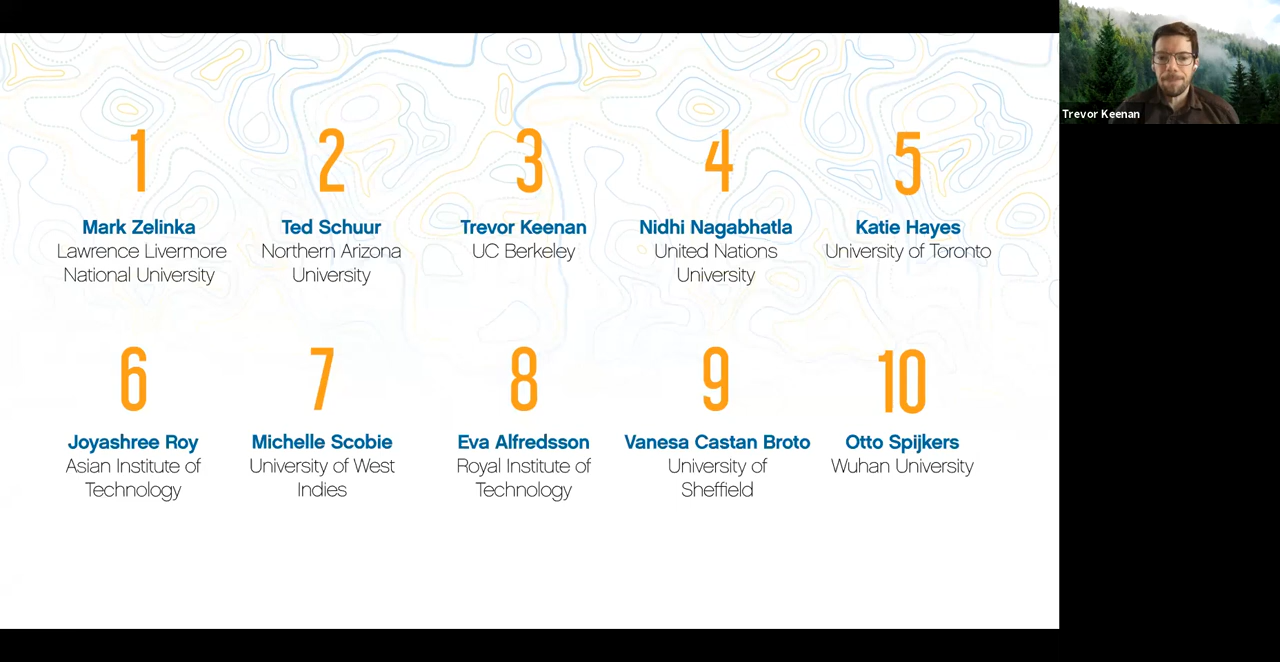 1
Mark Zelinka
Lawrence Livermore
National University
2
Ted Schuur
Northern Arizona
University
3
Trevor Keenan
UC Berkeley
4
Nidhi Nagabhatla
United Nations
University
5
Katie Hayes
University of Toronto
6
Joyashree Roy
Asian Institute of
Technology
7
Michelle Scobie
University of West
Indies
8
Eva Alfredsson
Royal Institute of
Technology
9
Vanesa Castan Broto
University of
Sheffield
10
Otto Spijkers
Wuhan University
Trevor Keenan